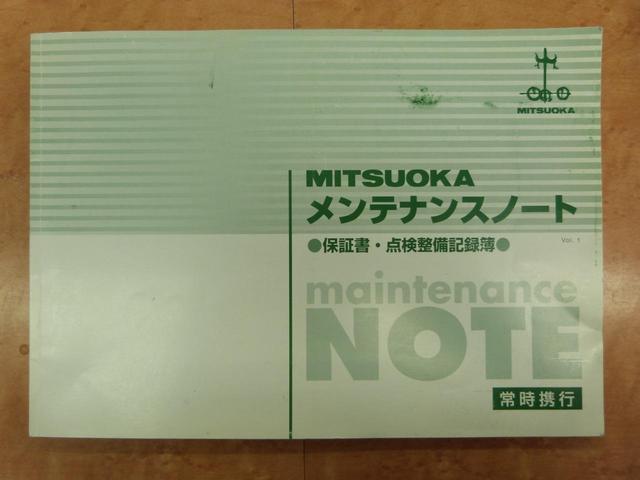 MITSUOKA
MITSUOKA
メンテナンスノート
●保証書・点検整備記録簿●
Vol. 1
maintenance
NOTE
常時携行